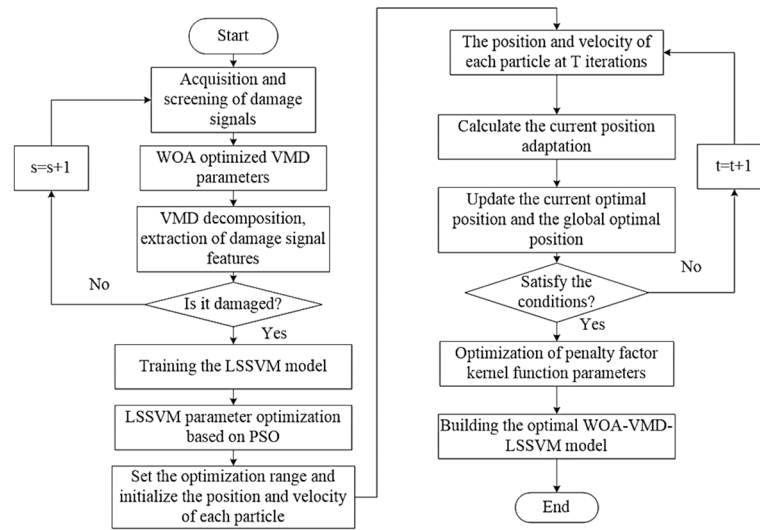 Start
Acquisition and
screening of damage
signals
s=s+1
WOA optimized VMD
parameters
VMD decomposition,
extraction of damage signal
features
No
Is it damaged?
Yes
Training the LSSVM model
LSSVM parameter optimization
based on PSO
Set the optimization range and
initialize the position and velocity
of each particle
The position and velocity of
each particle at T iterations
Calculate the current position
adaptation
t=t+1
Update the current optimal
position and the global optimal
position
No
Satisfy the
conditions?
Yes
Optimization of penalty factor
kernel function parameters
Building the optimal WOA-VMD-
LSSVM model
End